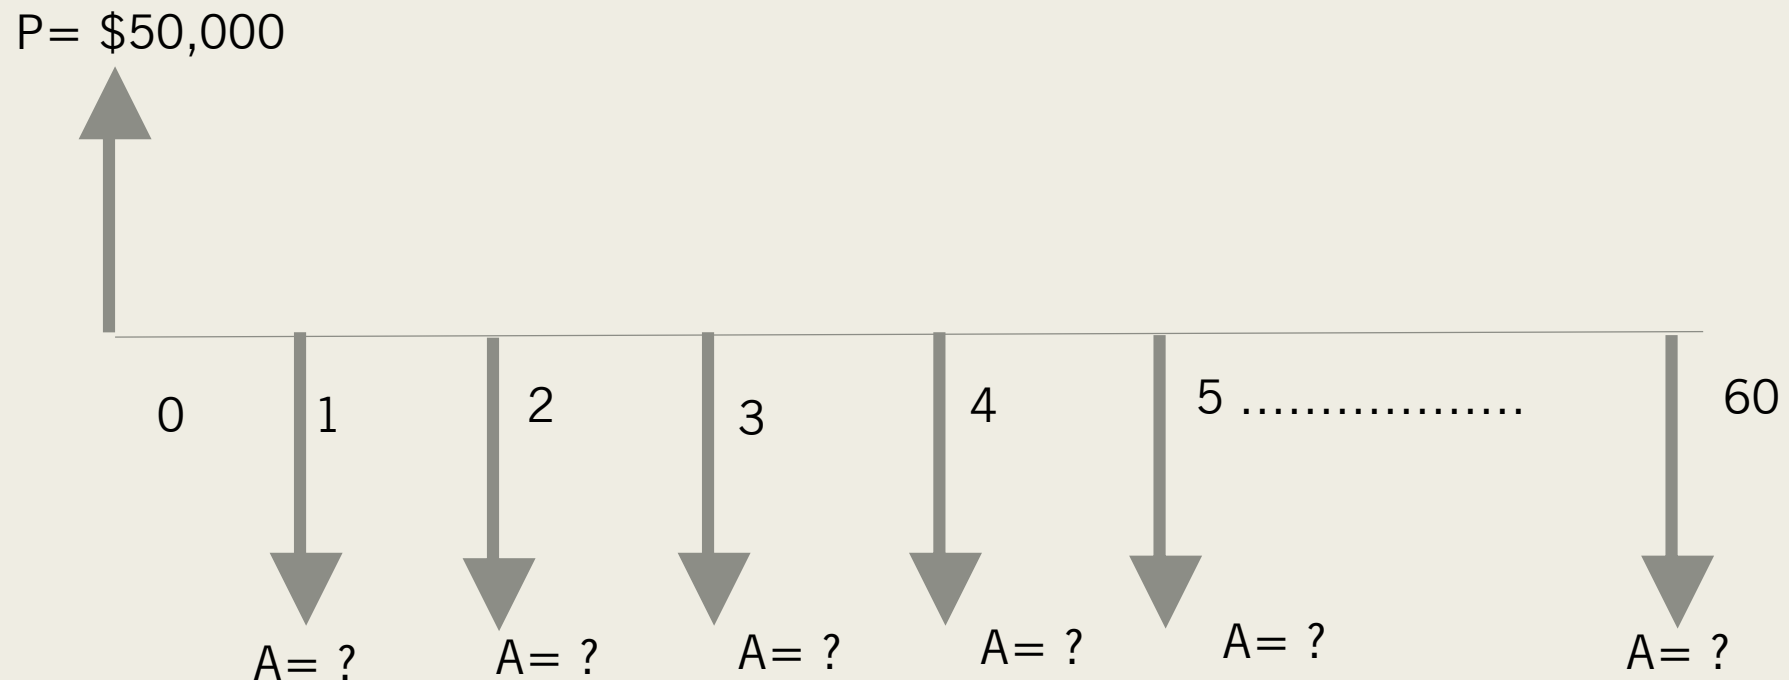 P= $50,000
0 1 2 3 4 5 .................. 60
A= ? A= ? A= ? A= ? A= ? A= ?